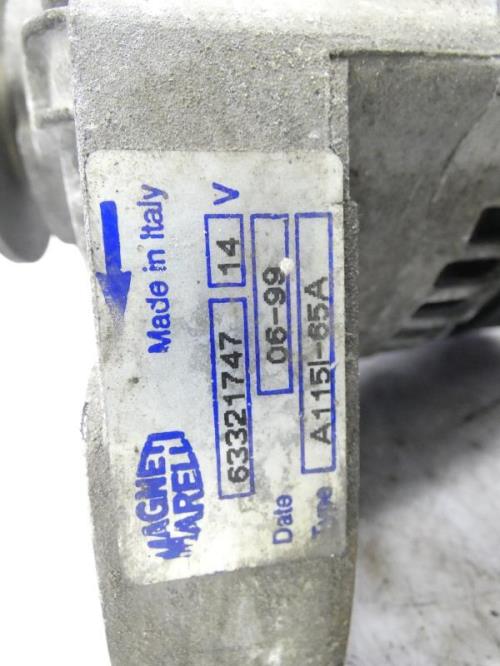 MAGNETI
MARELLI
Made in Italy
63321747 14 V
Date 06-99
Type A115I-65A